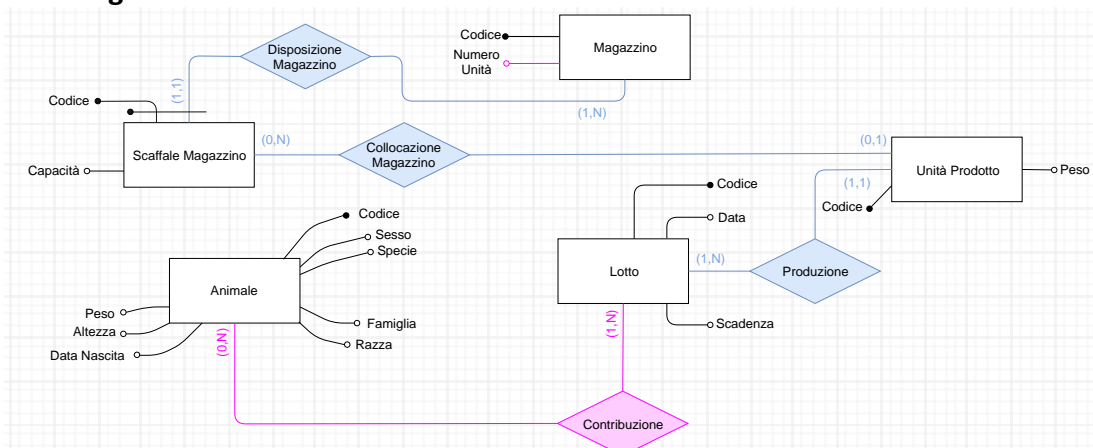 Disposizione
Magazzino
Codice
Numero
Unità
Magazzino
(1,1)
(1,N)
Codice
Scaffale Magazzino
Capacità
(0,N)
Collocazione
Magazzino
(0,1)
Unità Prodotto
Peso
(1,1)
Codice
Codice
Data
Lotto
(1,N)
Produzione
Scadenza
(1,N)
Codice
Sesso
Specie
Animale
Peso
Altezza
Data Nascita
Famiglia
Razza
(0,N)
Contribuzione